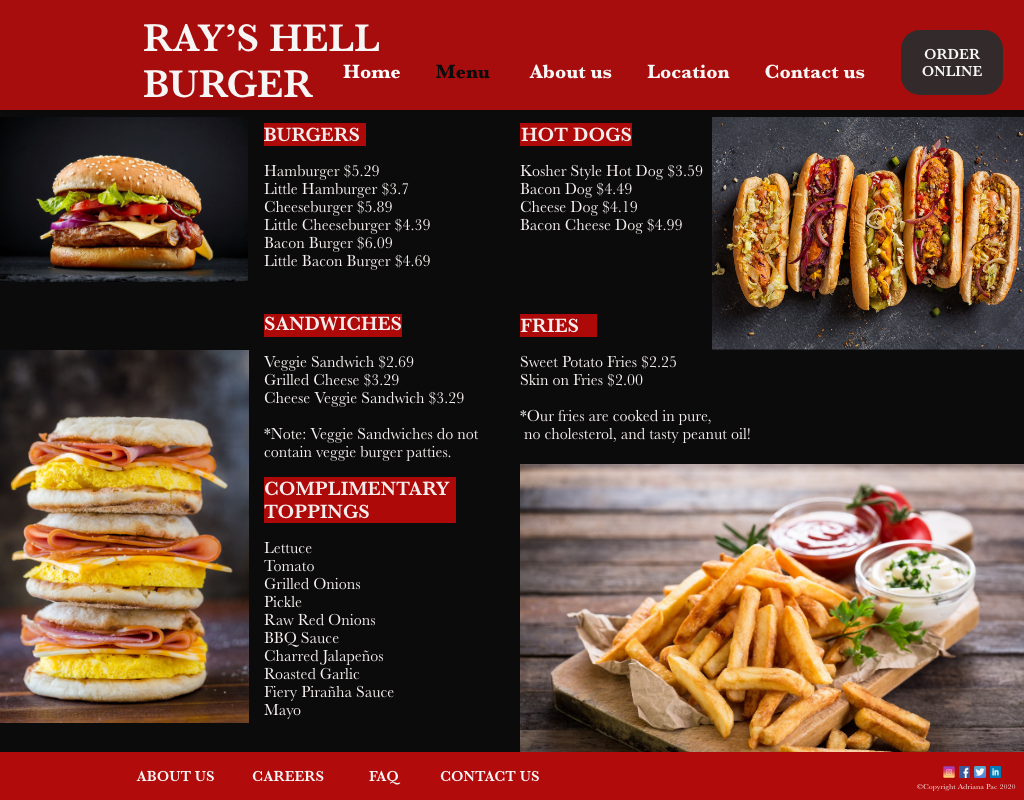 RAY'S HELL
BURGER
Home Menu About us Location Contact us
ORDER
ONLINE
BURGERS
Hamburger $5.29
Little Hamburger $3.7
Cheeseburger $5.89
Little Cheeseburger $4.39
Bacon Burger $6.09
Little Bacon Burger $4.69
HOT DOGS
Kosher Style Hot Dog $3.59
Bacon Dog $4.49
Cheese Dog $4.19
Bacon Cheese Dog $4.99
SANDWICHES
Veggie Sandwich $2.69
Grilled Cheese $3.29
Cheese Veggie Sandwich $3.29
*Note: Veggie Sandwiches do not
contain veggie burger patties.
FRIES
Sweet Potato Fries $2.25
Skin on Fries $2.00
*Our fries are cooked in pure,
no cholesterol, and tasty peanut oil!
COMPLIMENTARY
TOPPINGS
Lettuce
Tomato
Grilled Onions
Pickle
Raw Red Onions
BBQ Sauce
Charred Jalapeños
Roasted Garlic
Fiery Pirañha Sauce
Mayo
ABOUT US CAREERS FAQ CONTACT US
©Copyright Adriana Pac 2020